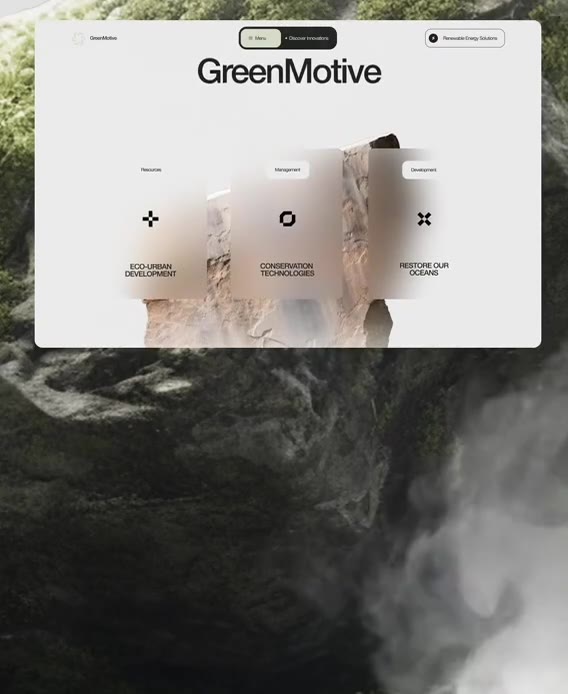 GreenMotive
Menu
Discover Innovations
Renewable Energy Solutions
GreenMotive
Resources
Management
Development
ECO-URBAN
DEVELOPMENT
CONSERVATION
TECHNOLOGIES
RESTORE OUR
OCEANS